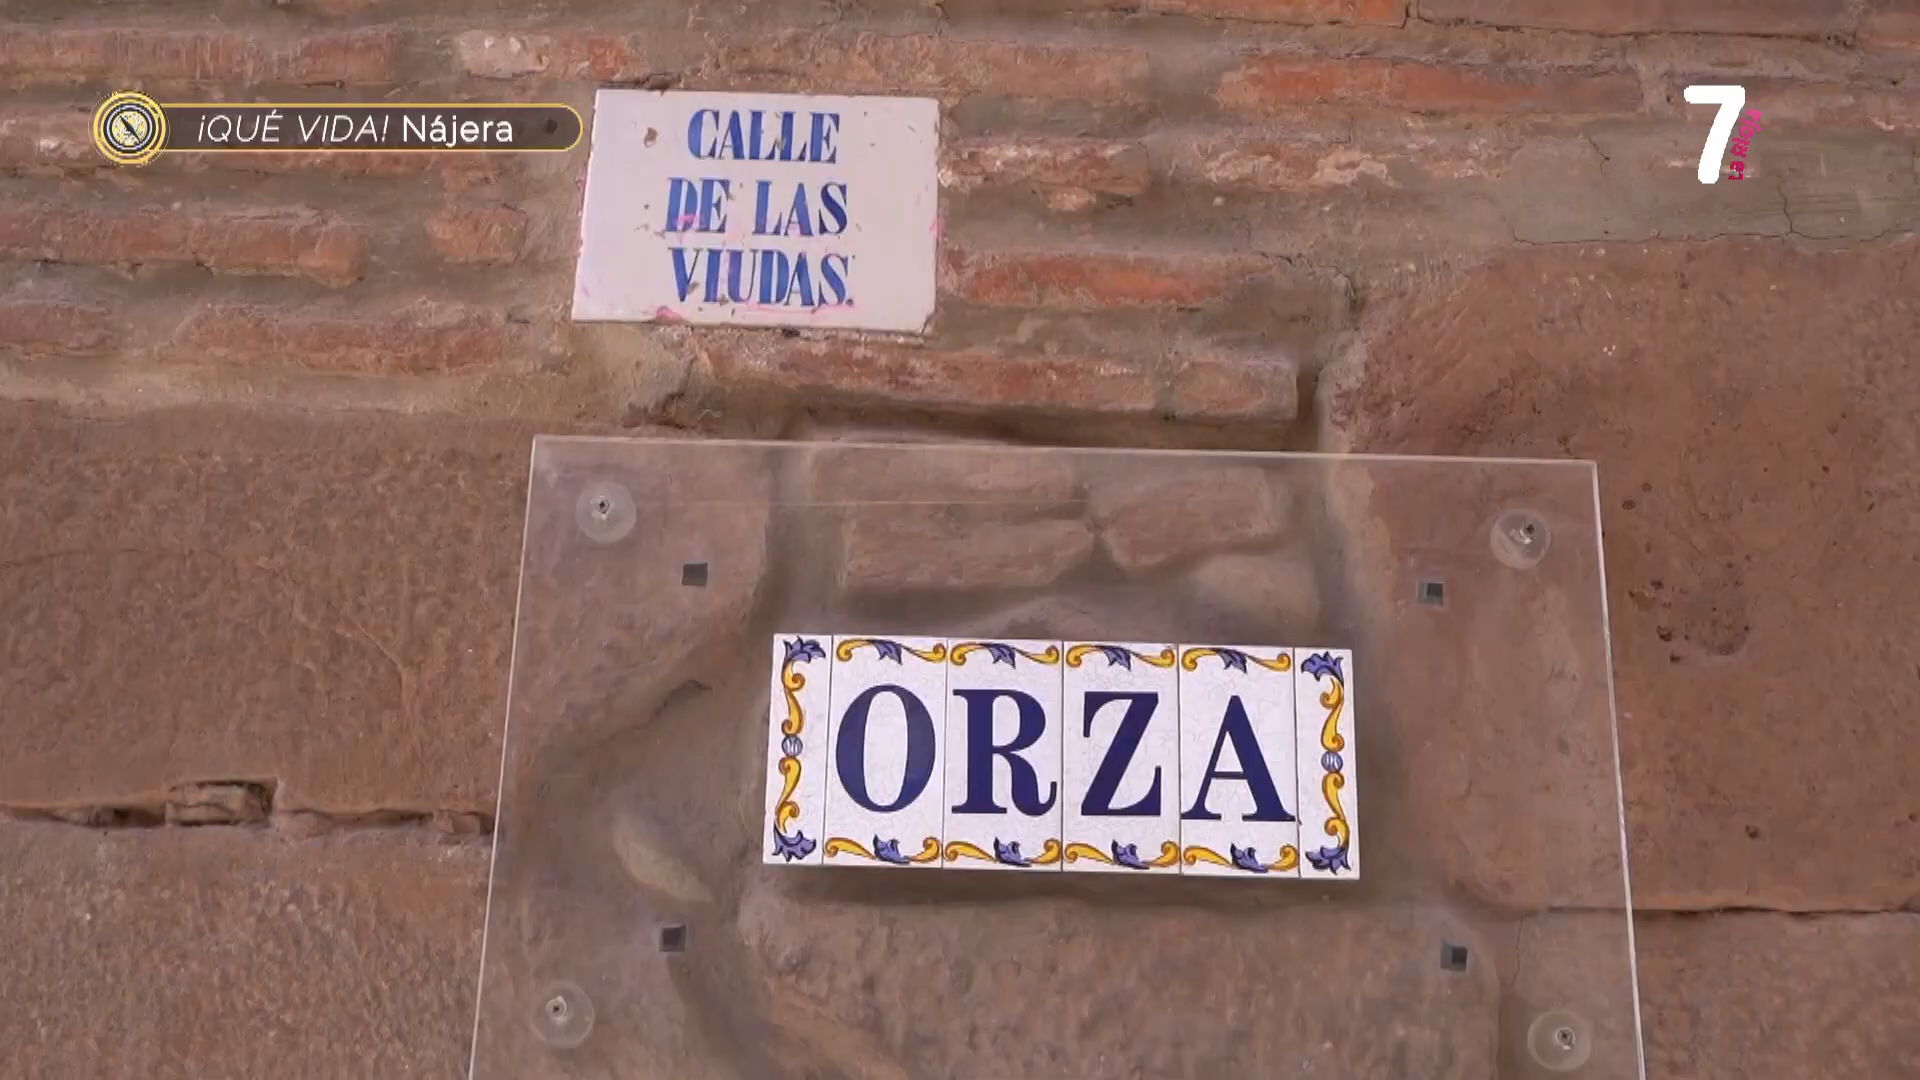 ¡QUÉ VIDA! Nájera
CALLE
DE LAS
VIUDAS
7
La Rioja
ORZA